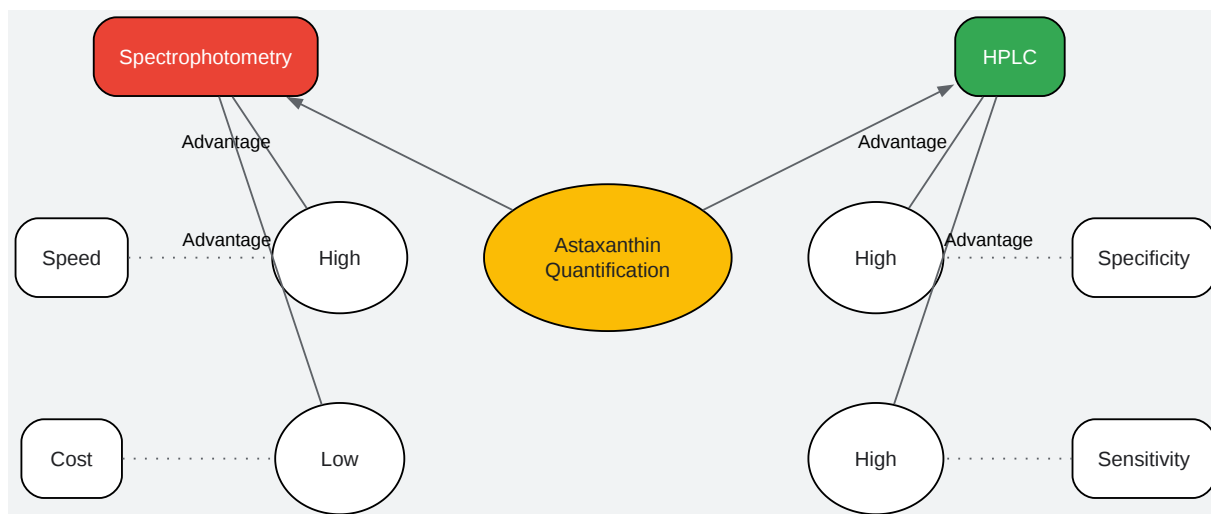 Spectrophotometry
HPLC
Advantage
Advantage
Astaxanthin
Quantification
Speed
Advantage
High
High
Advantage
Specificity
Cost
Low
High
Sensitivity